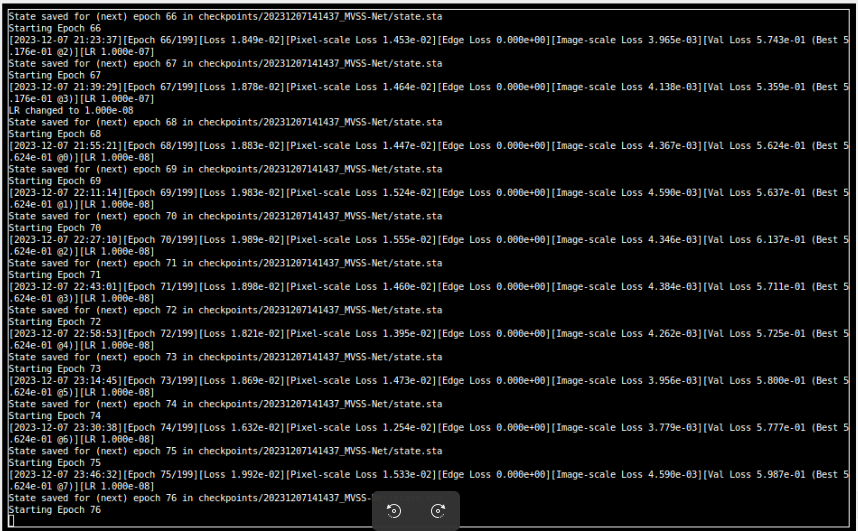 State saved for (next) epoch 66 in checkpoints/20231207141437_MVSS-Net/state.sta
Starting Epoch 66
[2023-12-07 21:23:37][Epoch 66/199][Loss 1.849e-02][Pixel-scale Loss 1.453e-02][Edge Loss 0.000e+00][Image-scale Loss 3.965e-03][Val Loss 5.743e-01 (Best 5
.176e-01 @2)][LR 1.000e-07]
State saved for (next) epoch 67 in checkpoints/20231207141437_MVSS-Net/state.sta
Starting Epoch 67
[2023-12-07 21:39:29][Epoch 67/199][Loss 1.878e-02][Pixel-scale Loss 1.464e-02][Edge Loss 0.000e+00][Image-scale Loss 4.138e-03][Val Loss 5.359e-01 (Best 5
.176e-01 @3)][LR 1.000e-07]
LR changed to 1.000e-08
State saved for (next) epoch 68 in checkpoints/20231207141437_MVSS-Net/state.sta
Starting Epoch 68
[2023-12-07 21:55:21][Epoch 68/199][Loss 1.883e-02][Pixel-scale Loss 1.447e-02][Edge Loss 0.000e+00][Image-scale Loss 4.367e-03][Val Loss 5.624e-01 (Best 5
.624e-01 @0)][LR 1.000e-08]
State saved for (next) epoch 69 in checkpoints/20231207141437_MVSS-Net/state.sta
Starting Epoch 69
[2023-12-07 22:11:14][Epoch 69/199][Loss 1.983e-02][Pixel-scale Loss 1.524e-02][Edge Loss 0.000e+00][Image-scale Loss 4.590e-03][Val Loss 5.637e-01 (Best 5
.624e-01 @1)][LR 1.000e-08]
State saved for (next) epoch 70 in checkpoints/20231207141437_MVSS-Net/state.sta
Starting Epoch 70
[2023-12-07 22:27:10][Epoch 70/199][Loss 1.989e-02][Pixel-scale Loss 1.555e-02][Edge Loss 0.000e+00][Image-scale Loss 4.346e-03][Val Loss 6.137e-01 (Best 5
.624e-01 @2)][LR 1.000e-08]
State saved for (next) epoch 71 in checkpoints/20231207141437_MVSS-Net/state.sta
Starting Epoch 71
[2023-12-07 22:43:01][Epoch 71/199][Loss 1.898e-02][Pixel-scale Loss 1.460e-02][Edge Loss 0.000e+00][Image-scale Loss 4.384e-03][Val Loss 5.711e-01 (Best 5
.624e-01 @3)][LR 1.000e-08]
State saved for (next) epoch 72 in checkpoints/20231207141437_MVSS-Net/state.sta
Starting Epoch 72
[2023-12-07 22:58:53][Epoch 72/199][Loss 1.821e-02][Pixel-scale Loss 1.395e-02][Edge Loss 0.000e+00][Image-scale Loss 4.262e-03][Val Loss 5.725e-01 (Best 5
.624e-01 @4)][LR 1.000e-08]
State saved for (next) epoch 73 in checkpoints/20231207141437_MVSS-Net/state.sta
Starting Epoch 73
[2023-12-07 23:14:45][Epoch 73/199][Loss 1.869e-02][Pixel-scale Loss 1.473e-02][Edge Loss 0.000e+00][Image-scale Loss 3.956e-03][Val Loss 5.800e-01 (Best 5
.624e-01 @5)][LR 1.000e-08]
State saved for (next) epoch 74 in checkpoints/20231207141437_MVSS-Net/state.sta
Starting Epoch 74
[2023-12-07 23:30:38][Epoch 74/199][Loss 1.632e-02][Pixel-scale Loss 1.254e-02][Edge Loss 0.000e+00][Image-scale Loss 3.779e-03][Val Loss 5.777e-01 (Best 5
.624e-01 @6)][LR 1.000e-08]
State saved for (next) epoch 75 in checkpoints/20231207141437_MVSS-Net/state.sta
Starting Epoch 75
[2023-12-07 23:46:32][Epoch 75/199][Loss 1.992e-02][Pixel-scale Loss 1.533e-02][Edge Loss 0.000e+00][Image-scale Loss 4.590e-03][Val Loss 5.987e-01 (Best 5
.624e-01 @7)][LR 1.000e-08]
State saved for (next) epoch 76 in checkpoints/20231207141437_MVSS-
Starting Epoch 76